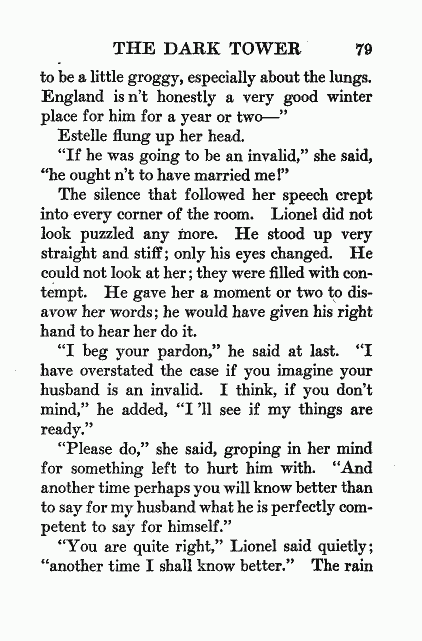 THE DARK TOWER 79
to be a little groggy, especially about the lungs.
England is n't honestly a very good winter
place for him for a year or two—"
Estelle flung up her head.
"If he was going to be an invalid," she said,
"he ought n't to have married me!"
The silence that followed her speech crept
into every corner of the room. Lionel did not
look puzzled any more. He stood up very
straight and stiff; only his eyes changed. He
could not look at her; they were filled with con-
tempt. He gave her a moment or two to dis-
avow her words; he would have given his right
hand to hear her do it.
"I beg your pardon," he said at last. "I
have overstated the case if you imagine your
husband is an invalid. I think, if you don't
mind," he added, "I 'll see if my things are
ready."
"Please do," she said, groping in her mind
for something left to hurt him with. "And
another time perhaps you will know better than
to say for my husband what he is perfectly com-
petent to say for himself."
"You are quite right," Lionel said quietly;
"another time I shall know better." The rain